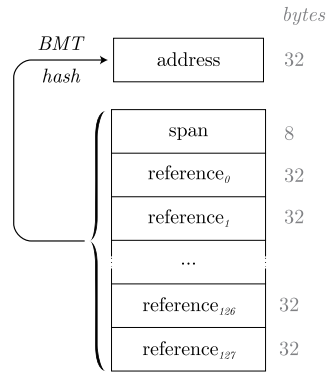 bytes
BMT
hash
address 32
span 8
reference₀ 32
reference₁ 32
...
reference₁₂₆ 32
reference₁₂₇ 32